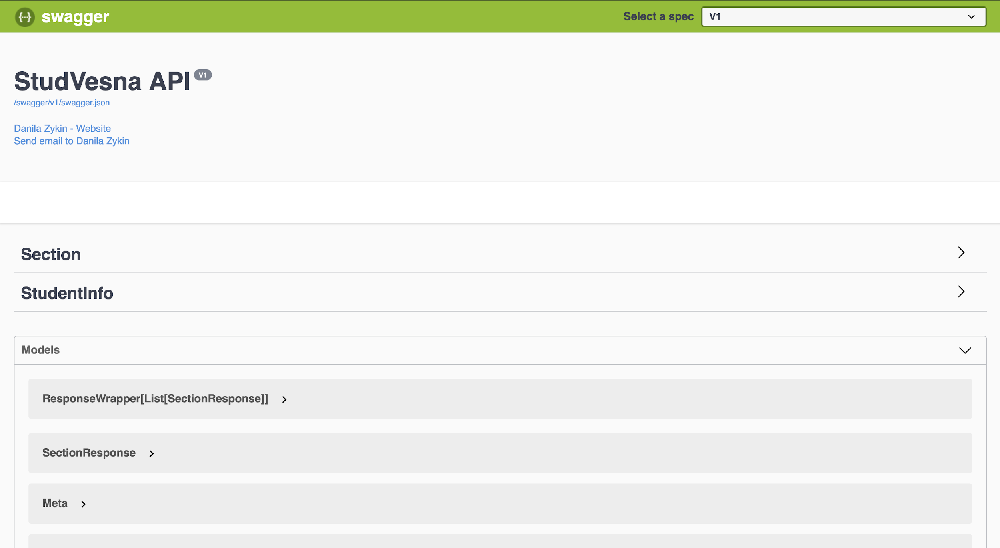 swagger
Select a spec
V1
StudVesna API V1
/swagger/v1/swagger.json
Danila Zykin - Website
Send email to Danila Zykin
Section
StudentInfo
Models
ResponseWrapper[List[SectionResponse]]
SectionResponse
Meta